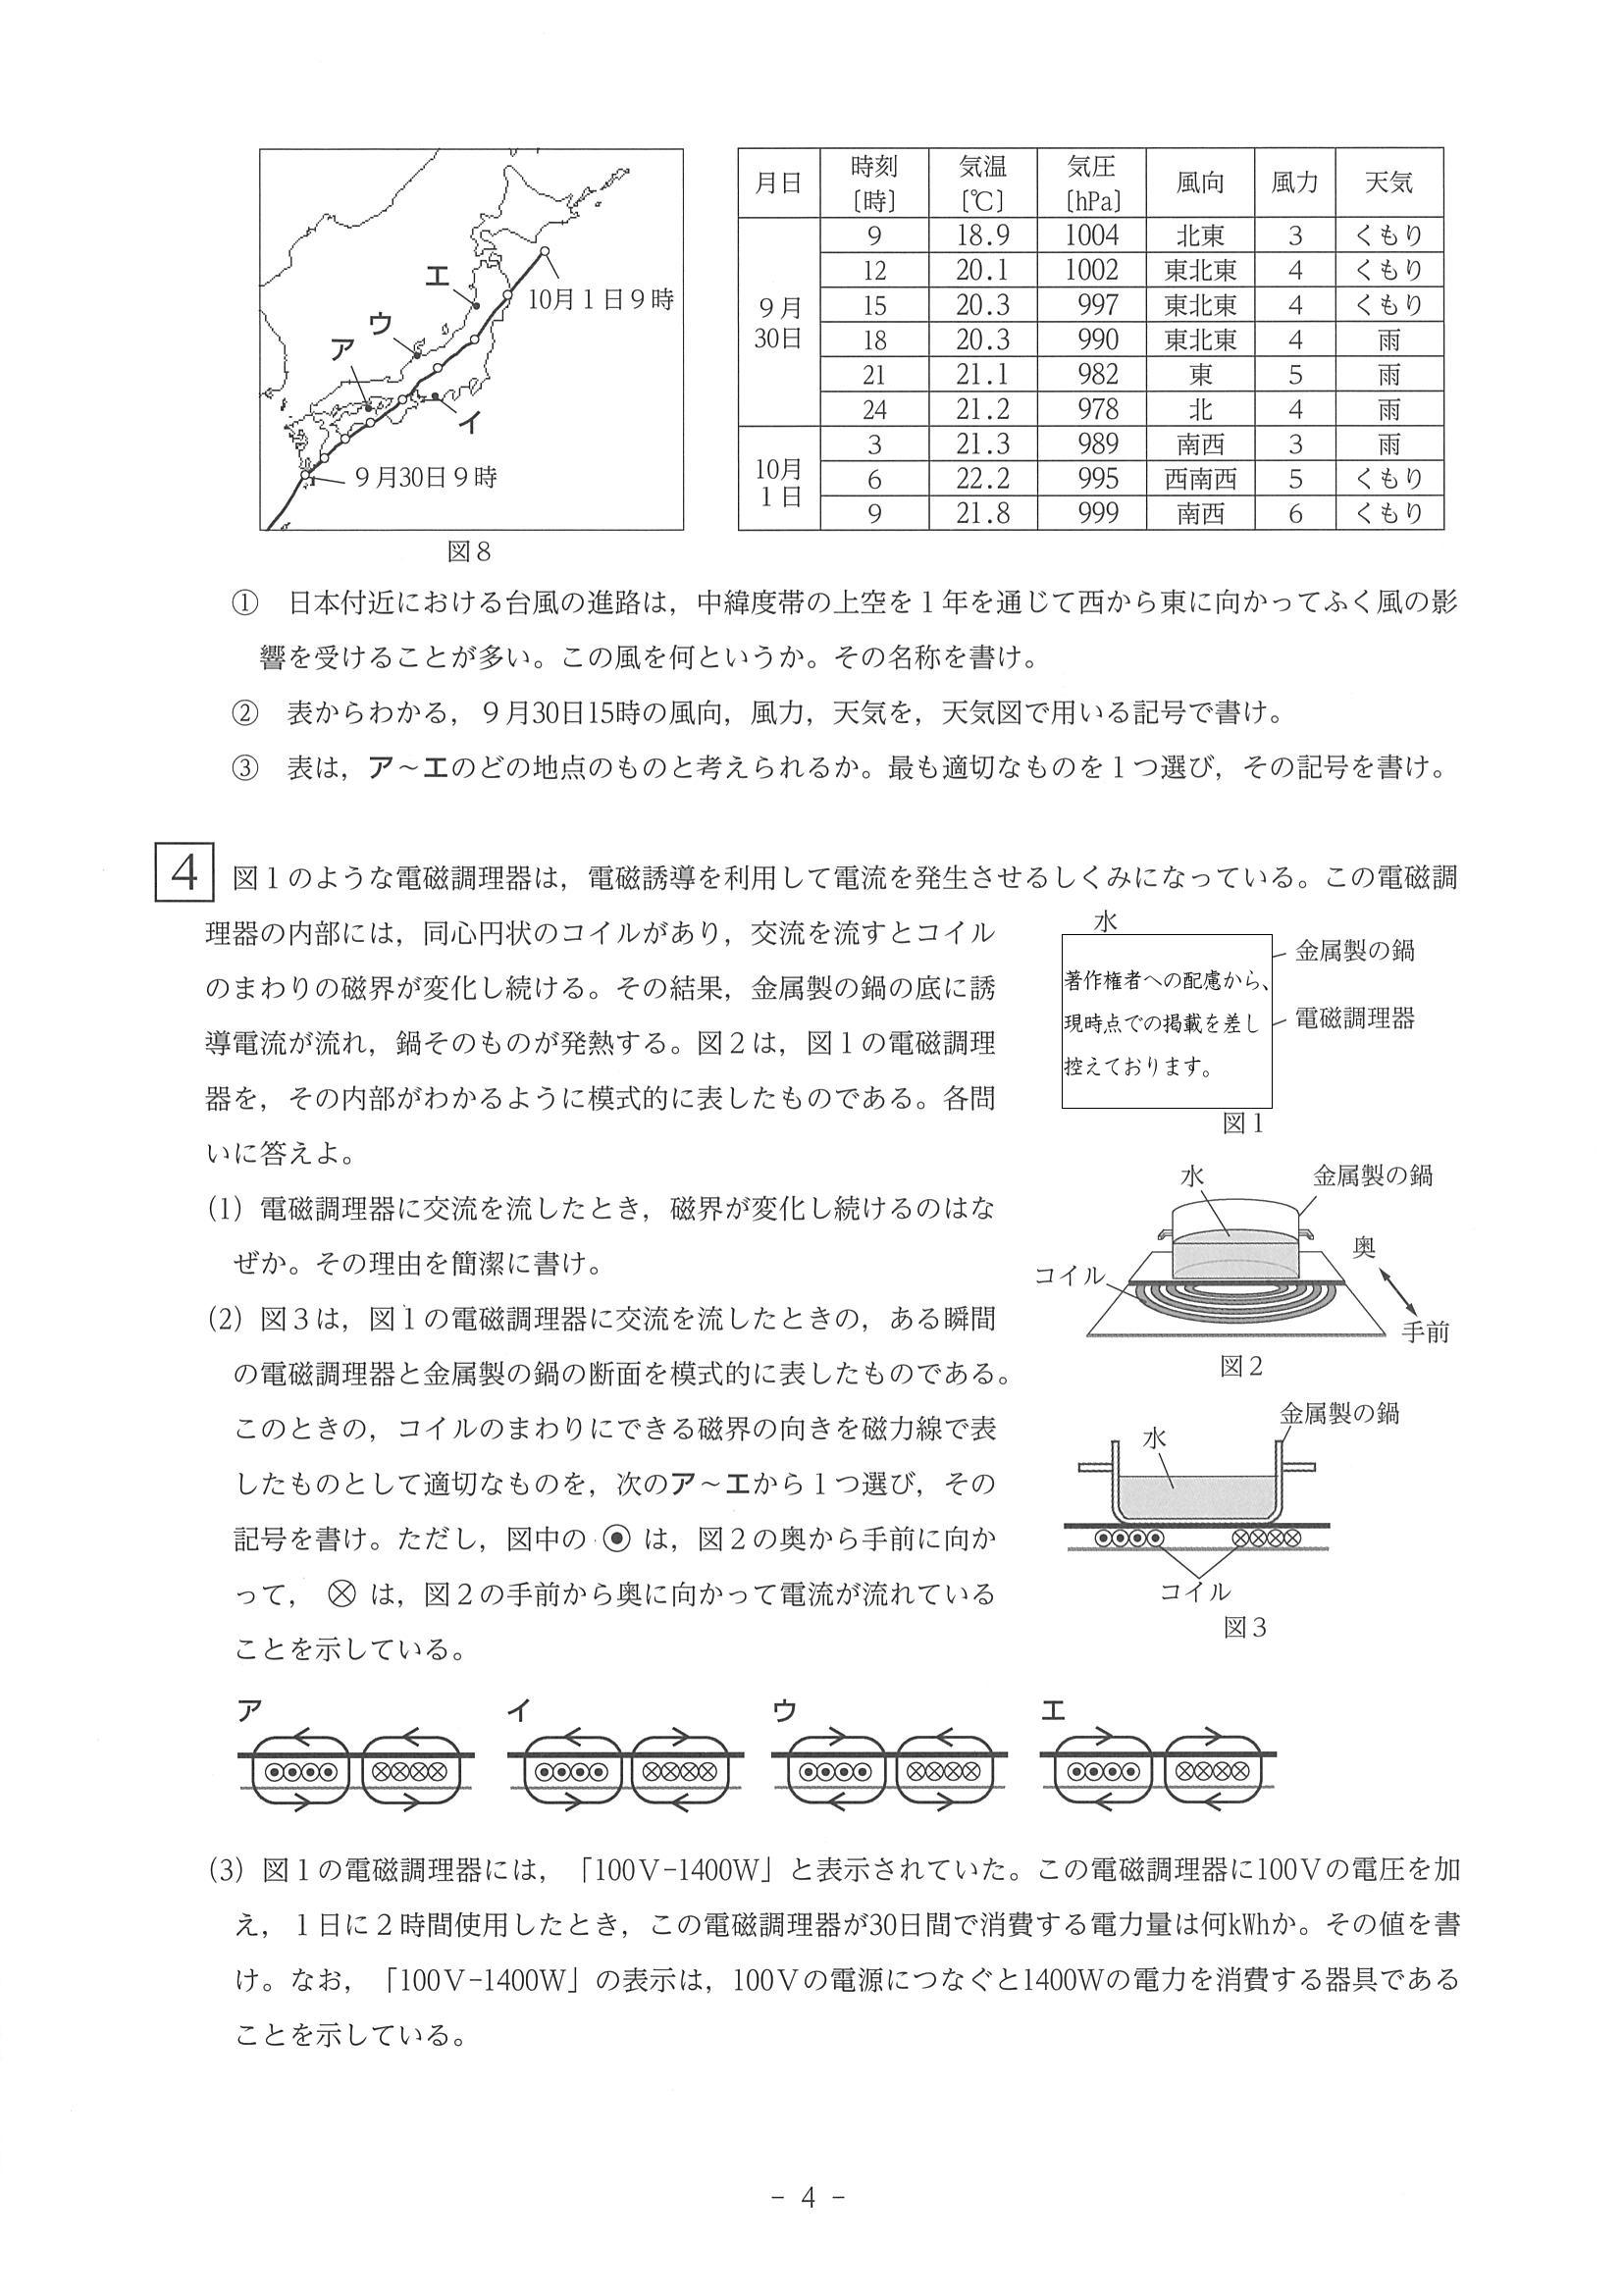 エ
10月1日9時
ウ
ア
イ
9月30日9時
図8
月日 時刻〔時〕 気温〔℃〕 気圧〔hPa〕 風向 風力 天気
9月30日 9 18.9 1004 北東 3 くもり
12 20.1 1002 東北東 4 くもり
15 20.3 997 東北東 4 くもり
18 20.3 990 東北東 4 雨
21 21.1 982 東 5 雨
24 21.2 978 北 4 雨
10月1日 3 21.3 989 南西 3 雨
6 22.2 995 西南西 5 くもり
9 21.8 999 南西 6 くもり
① 日本付近における台風の進路は，中緯度帯の上空を1年を通じて西から東に向かってふく風の影
響を受けることが多い。この風を何というか。その名称を書け。
② 表からわかる，9月30日15時の風向，風力，天気を，天気図で用いる記号で書け。
③ 表は，ア～エのどの地点のものと考えられるか。最も適切なものを1つ選び，その記号を書け。
4 図1のような電磁調理器は，電磁誘導を利用して電流を発生させるしくみになっている。この電磁調
理器の内部には，同心円状のコイルがあり，交流を流すとコイル
のまわりの磁界が変化し続ける。その結果，金属製の鍋の底に誘
導電流が流れ，鍋そのものが発熱する。図2は，図1の電磁調理
器を，その内部がわかるように模式的に表したものである。各問
いに答えよ。
水
金属製の鍋
著作権者への配慮から、
現時点での掲載を差し
控えております。
電磁調理器
図1
(1) 電磁調理器に交流を流したとき，磁界が変化し続けるのはな
ぜか。その理由を簡潔に書け。
水
金属製の鍋
奥
コイル
手前
図2
(2) 図3は，図1の電磁調理器に交流を流したときの，ある瞬間
の電磁調理器と金属製の鍋の断面を模式的に表したものである。
このときの，コイルのまわりにできる磁界の向きを磁力線で表
したものとして適切なものを，次のア～エから1つ選び，その
記号を書け。ただし，図中の ◉ は，図2の奥から手前に向か
って， ⊗ は，図2の手前から奥に向かって電流が流れている
ことを示している。
金属製の鍋
水
コイル
図3
ア イ ウ エ
(3) 図1の電磁調理器には，「100V-1400W」と表示されていた。この電磁調理器に100Vの電圧を加
え，1日に2時間使用したとき，この電磁調理器が30日間で消費する電力量は何kWhか。その値を書
け。なお，「100V-1400W」の表示は，100Vの電源につなぐと1400Wの電力を消費する器具である
ことを示している。
- 4 -